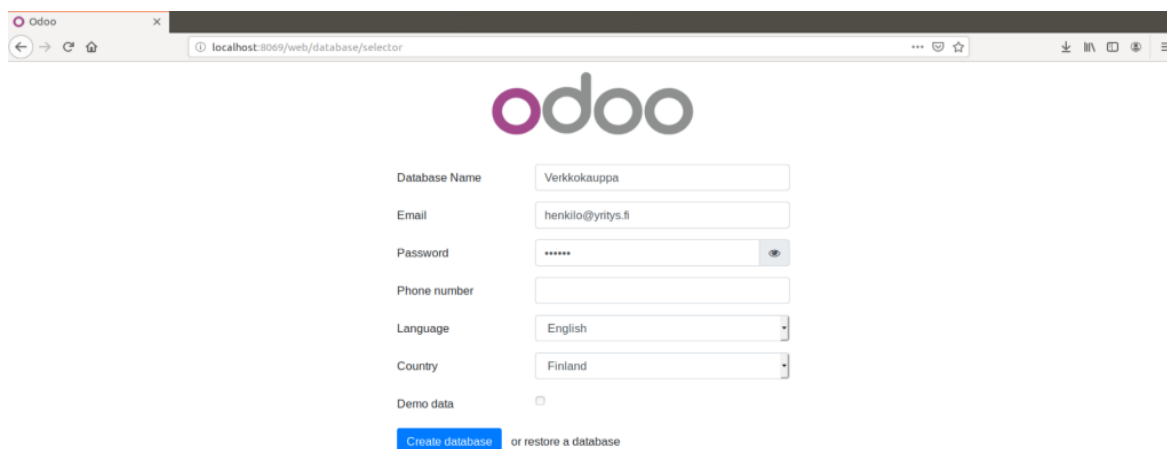 Odoo
localhost:8069/web/database/selector
odoo
Database Name Verkkokauppa
Email henkilo@yritys.fi
Password ••••••
Phone number
Language English
Country Finland
Demo data
Create database or restore a database